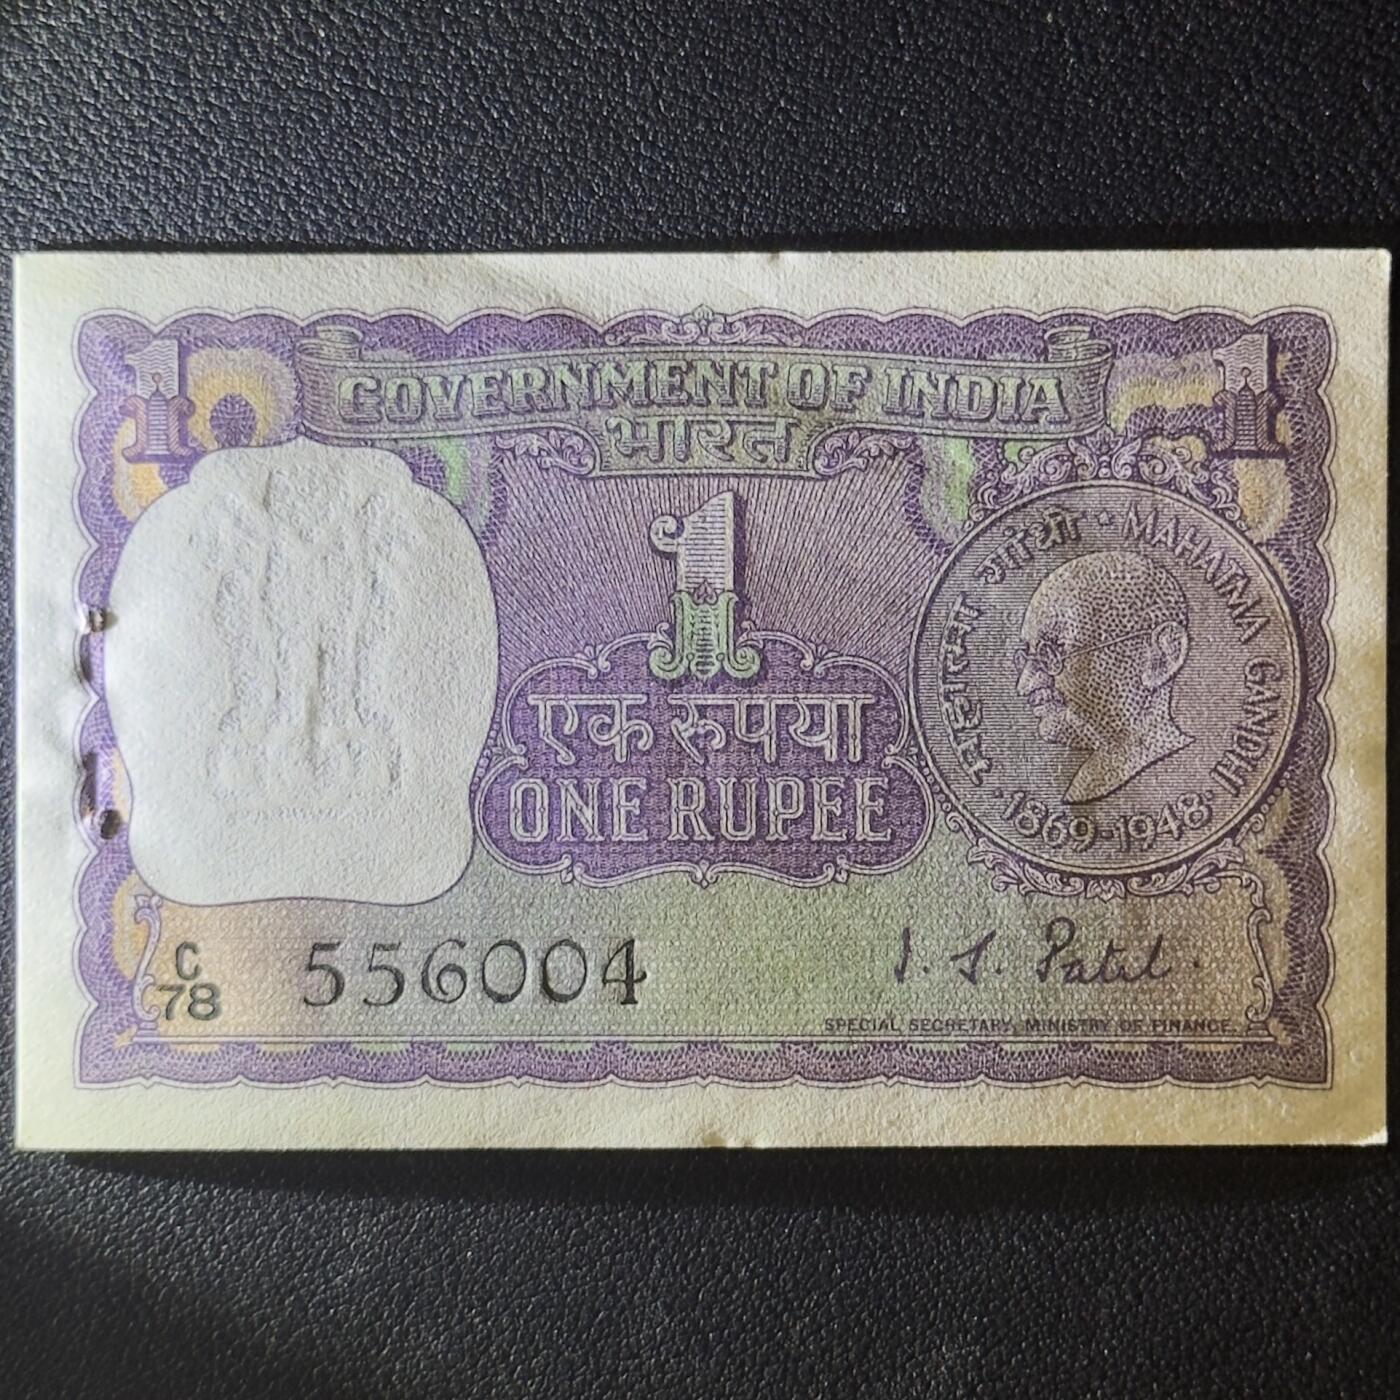 1 1
GOVERNMENT OF INDIA
भारत
1
एक रुपया
ONE RUPEE
महात्मा गांधी • MAHATMA GANDHI
• 1869-1948 •
C
78
556004
I. G. Patel.
SPECIAL SECRETARY, MINISTRY OF FINANCE.